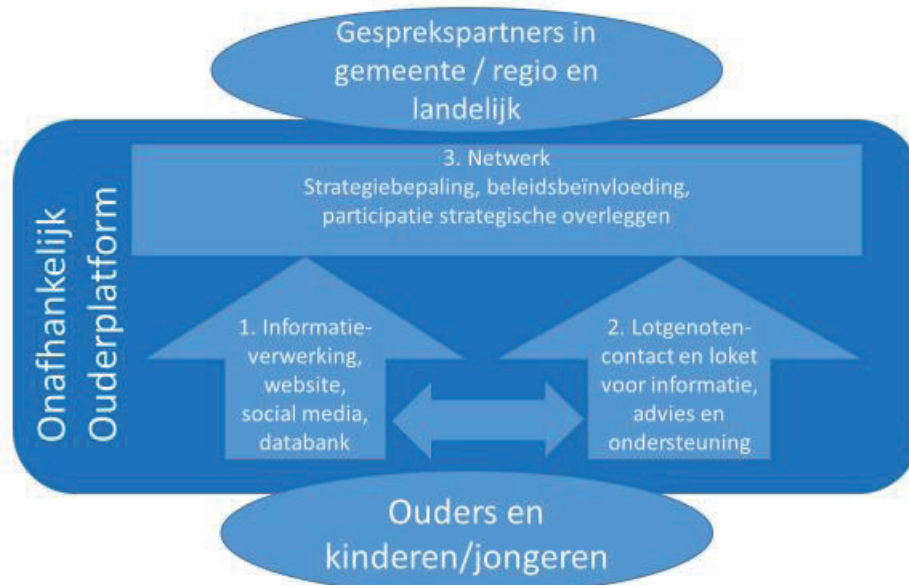 Gesprekspartners in
gemeente / regio en
landelijk
Onafhankelijk
Ouderplatform
3. Netwerk
Strategiebepaling, beleidsbeïnvloeding,
participatie strategische overleggen
1. Informatie-
verwerking,
website,
social media,
databank
2. Lotgenoten-
contact en loket
voor informatie,
advies en
ondersteuning
Ouders en
kinderen/jongeren